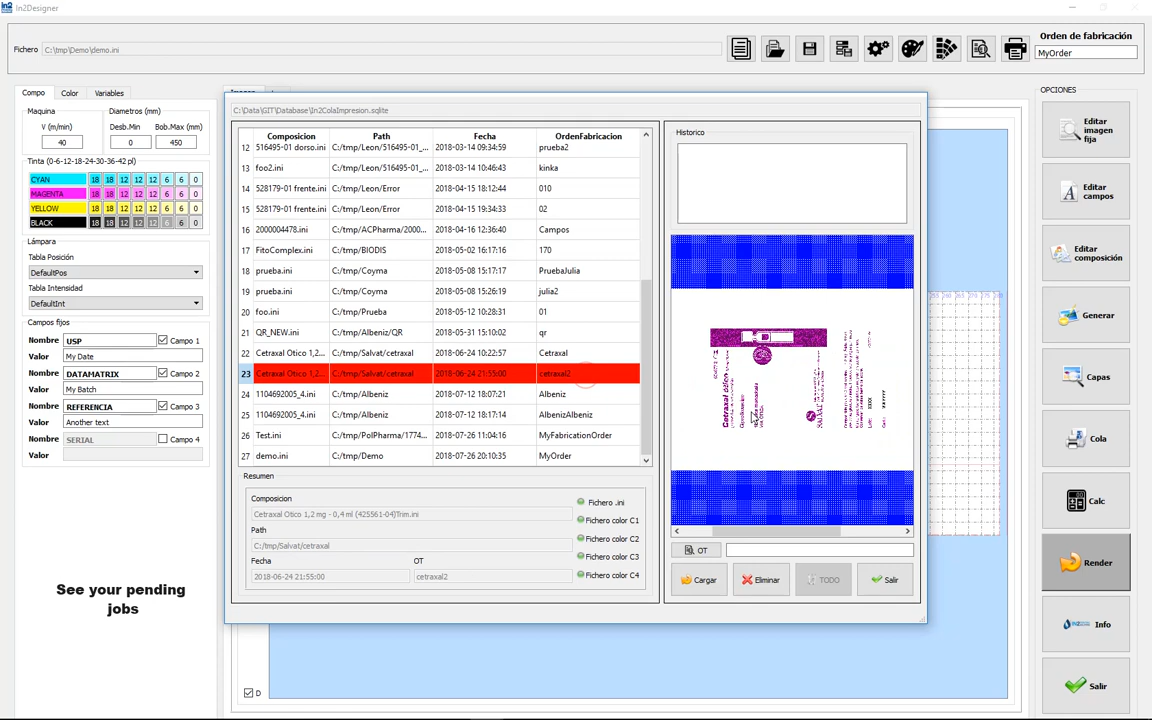 In2Designer
Fichero C:\tmp\Demo\demo.ini
Orden de fabricación
MyOrder
Compo Color Variables
Maquina
V (m/min)
40
Diametros (mm)
Desb.Min Bob.Max (mm)
0 450
Tinta (0-6-12-18-24-30-36-42 pl)
CYAN 18 18 12 12 12 6 6 0
MAGENTA 18 18 12 12 12 6 6 0
YELLOW 18 18 12 12 12 6 6 0
BLACK 18 18 12 12 12 6 6 0
Lámpara
Tabla Posición
DefaultPos
Tabla Intensidad
DefaultInt
Campos fijos
Nombre USP Campo 1
Valor My Date
Nombre DATAMATRIX Campo 2
Valor My Batch
Nombre REFERENCIA Campo 3
Valor Another text
Nombre SERIAL Campo 4
Valor
See your pending
jobs
D
C:\Data\GIT\Database\In2ColaImpresion.sqlite
Composicion Path Fecha OrdenFabricacion
12 516495-01 dorso.ini C:/tmp/Leon/516495-01_... 2018-03-14 09:34:59 prueba2
13 foo2.ini C:/tmp/Leon/516495-01_... 2018-03-14 10:46:43 kinka
14 528179-01 frente.ini C:/tmp/Leon/Error 2018-04-15 18:12:44 010
15 528179-01 frente.ini C:/tmp/Leon/Error 2018-04-15 19:34:33 02
16 2000004478.ini C:/tmp/ACPharma/2000... 2018-04-16 12:36:40 Campos
17 FitoComplex.ini C:/tmp/BIODIS 2018-05-02 16:17:16 170
18 prueba.ini C:/tmp/Coyma 2018-05-08 15:17:17 PruebaJulia
19 prueba.ini C:/tmp/Coyma 2018-05-08 15:26:19 julia2
20 foo.ini C:/tmp/Prueba 2018-05-12 10:28:31 01
21 QR_NEW.ini C:/tmp/Albeniz/QR 2018-05-31 15:10:02 qr
22 Cetraxal Otico 1,2... C:/tmp/Salvat/cetraxal 2018-06-24 10:22:57 Cetraxal
23 Cetraxal Otico 1,2... C:/tmp/Salvat/cetraxal 2018-06-24 21:55:00 cetraxal2
24 1104692005_4.ini C:/tmp/Albeniz 2018-07-12 18:07:21 Albeniz
25 1104692005_4.ini C:/tmp/Albeniz 2018-07-12 18:17:14 AlbenizAlbeniz
26 Test.ini C:/tmp/PolPharma/1774... 2018-07-26 11:04:16 MyFabricationOrder
27 demo.ini C:/tmp/Demo 2018-07-26 20:10:35 MyOrder
Resumen
Composicion
Cetraxal Otico 1,2 mg - 0,4 ml (425561-04)Trim.ini
Path
C:/tmp/Salvat/cetraxal
Fecha OT
2018-06-24 21:55:00 cetraxal2
Fichero .ini
Fichero color C1
Fichero color C2
Fichero color C3
Fichero color C4
Historico
Cetraxal ótico
SALVAT
OT
Cargar Eliminar TODO Salir
OPCIONES
Editar
imagen
fija
Editar
campos
Editar
composición
Generar
Capas
Cola
Calc
Render
Info
Salir